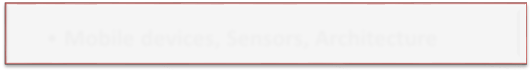 • Mobile devices, Sensors, Architecture